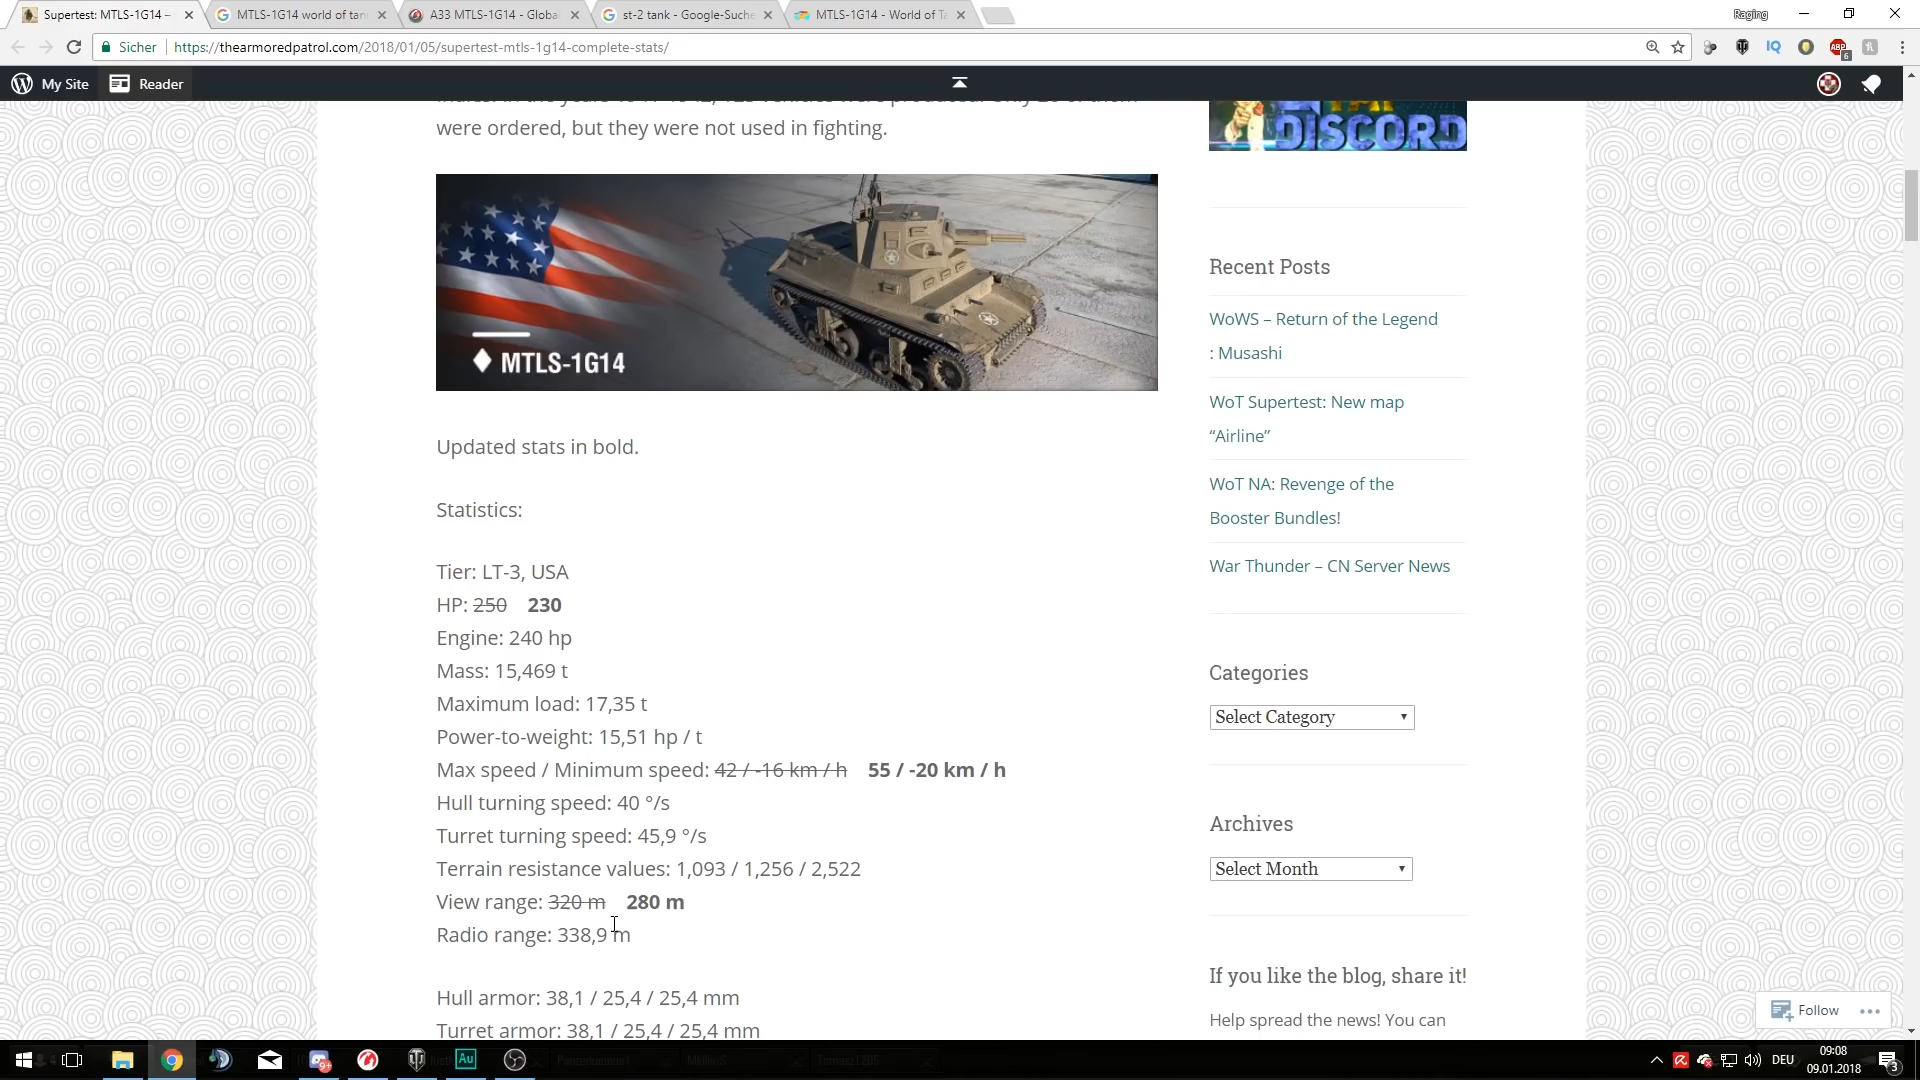 Supertest: MTLS-1G14 –
MTLS-1G14 world of tan
A33 MTLS-1G14 - Globa
st-2 tank - Google-Suche
MTLS-1G14 - World of Ta
Raging
Sicher
https://thearmoredpatrol.com/2018/01/05/supertest-mtls-1g14-complete-stats/
IQ
ABP
6
My Site
Reader
were ordered, but they were not used in fighting.
DISCORD
MTLS-1G14
Updated stats in bold.
Statistics:
Tier: LT-3, USA
HP: 250 230
Engine: 240 hp
Mass: 15,469 t
Maximum load: 17,35 t
Power-to-weight: 15,51 hp / t
Max speed / Minimum speed: 42 / -16 km / h 55 / -20 km / h
Hull turning speed: 40 °/s
Turret turning speed: 45,9 °/s
Terrain resistance values: 1,093 / 1,256 / 2,522
View range: 320 m 280 m
Radio range: 338,9 m
Hull armor: 38,1 / 25,4 / 25,4 mm
Turret armor: 38,1 / 25,4 / 25,4 mm
Recent Posts
WoWS – Return of the Legend
: Musashi
WoT Supertest: New map
“Airline”
WoT NA: Revenge of the
Booster Bundles!
War Thunder – CN Server News
Categories
Select Category
Archives
Select Month
If you like the blog, share it!
Help spread the news! You can
Follow
Au
DEU
09:08
09.01.2018
3